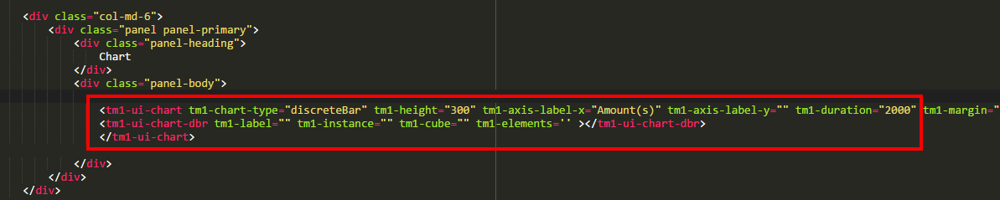 <div class="col-md-6">
<div class="panel panel-primary">
<div class="panel-heading">
Chart
</div>
<div class="panel-body">
<tm1-ui-chart tm1-chart-type="discreteBar" tm1-height="300" tm1-axis-label-x="Amount(s)" tm1-axis-label-y="" tm1-duration="2000" tm1-margin="
<tm1-ui-chart-dbr tm1-label="" tm1-instance="" tm1-cube="" tm1-elements='' ></tm1-ui-chart-dbr>
</tm1-ui-chart>
</div>
</div>
</div>